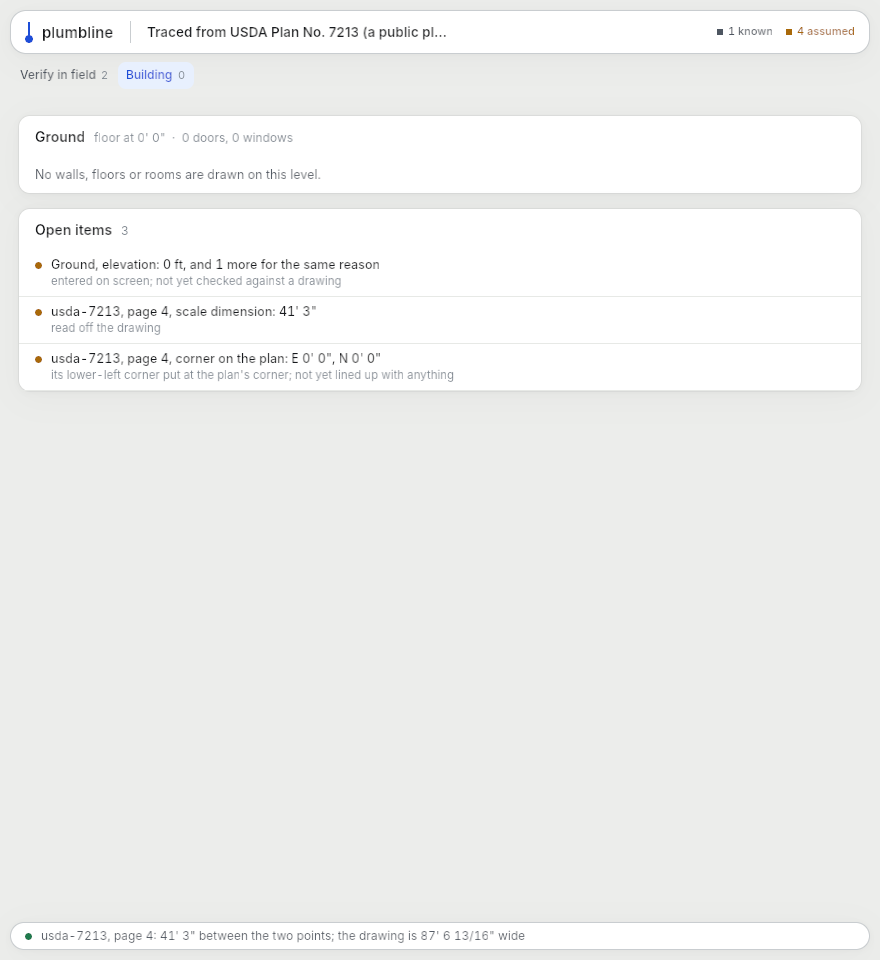 plumbline
Traced from USDA Plan No. 7213 (a public pl...
1 known
4 assumed
Verify in field 2
Building 0
Ground floor at 0' 0" · 0 doors, 0 windows
No walls, floors or rooms are drawn on this level.
Open items 3
Ground, elevation: 0 ft, and 1 more for the same reason
entered on screen; not yet checked against a drawing
usda-7213, page 4, scale dimension: 41' 3"
read off the drawing
usda-7213, page 4, corner on the plan: E 0' 0", N 0' 0"
its lower-left corner put at the plan's corner; not yet lined up with anything
usda-7213, page 4: 41' 3" between the two points; the drawing is 87' 6 13/16" wide